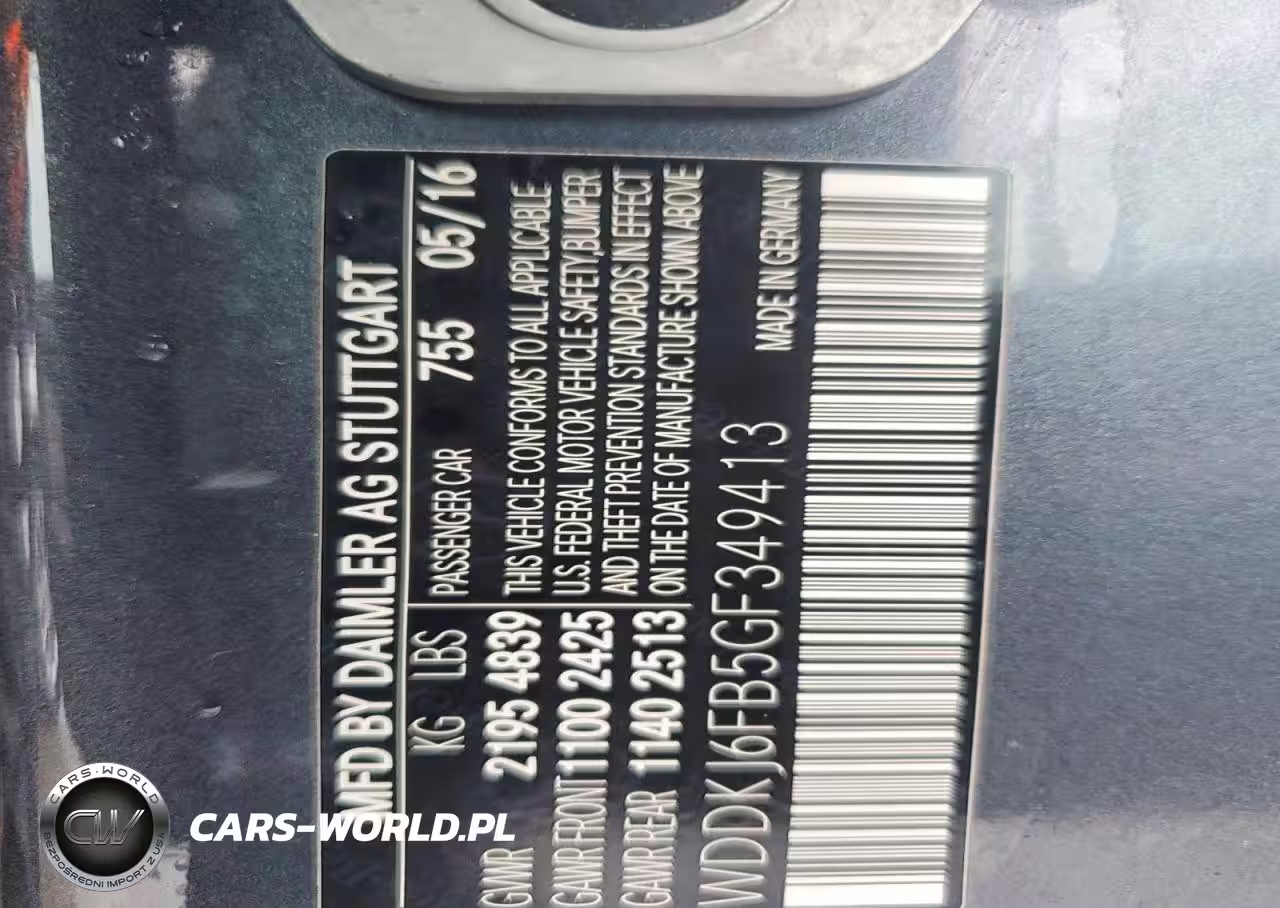 MFD BY DAIMLER AG STUTTGART
KG LBS
GVWR 2195 4839
GAWR FRONT 1100 2425
GAWR REAR 1140 2513
PASSENGER CAR 755 05/16
THIS VEHICLE CONFORMS TO ALL APPLICABLE
U.S. FEDERAL MOTOR VEHICLE SAFETY, BUMPER
AND THEFT PREVENTION STANDARDS IN EFFECT
ON THE DATE OF MANUFACTURE SHOWN ABOVE
WDDKJ6FB5GF349413
MADE IN GERMANY
CARS-WORLD
CW
BEZPOŚREDNI IMPORT Z USA
CARS-WORLD.PL